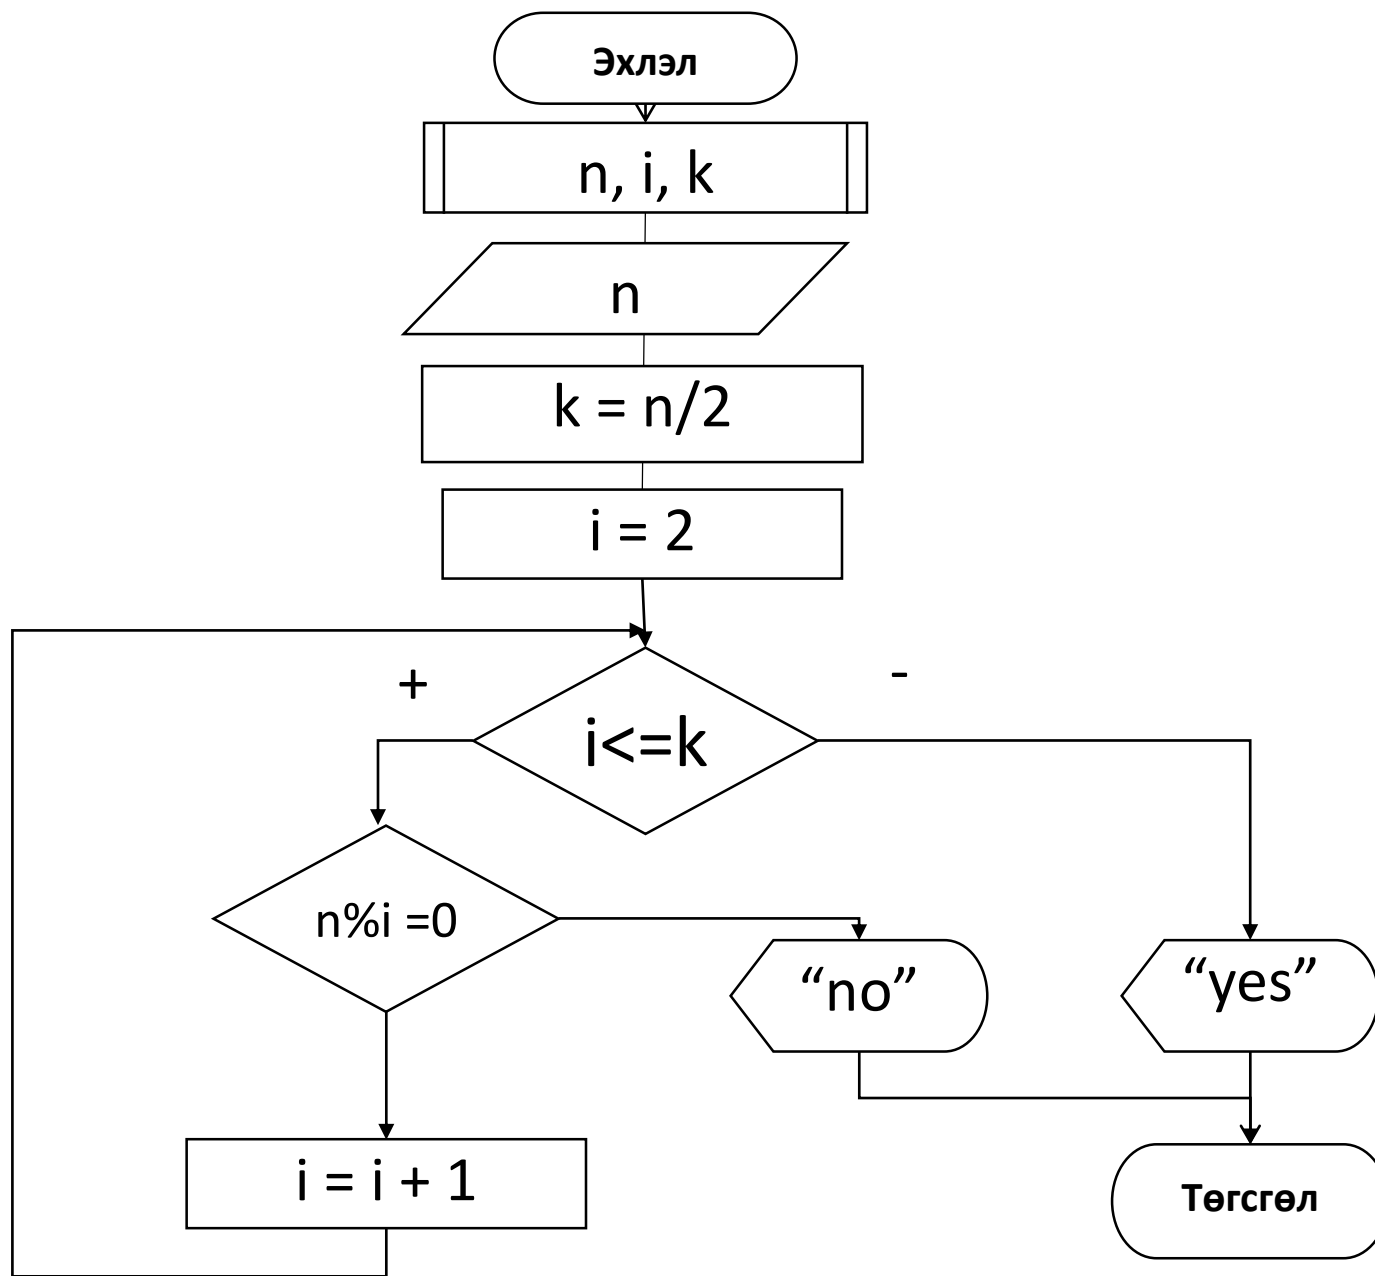 Эхлэл
n, i, k
n
k = n/2
i = 2
+
-
i<=k
n%i =0
“no”
“yes”
i = i + 1
Төгсгөл